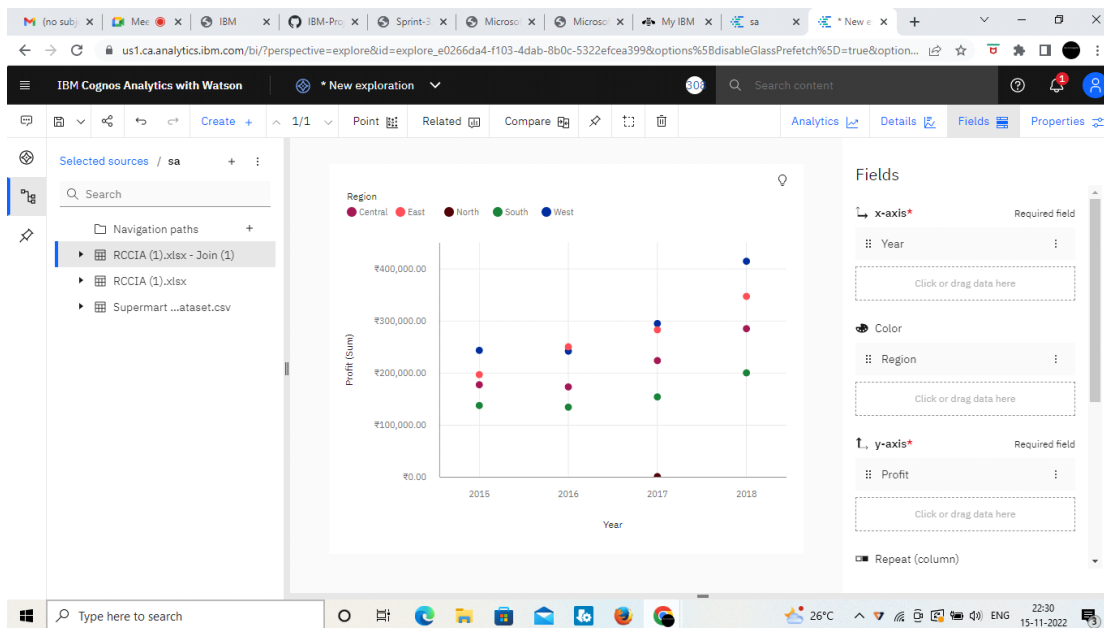 (no subj
Mee
IBM
IBM-Pro
Sprint-3
Microso
Microso
My IBM
sa
* New e
us1.ca.analytics.ibm.com/bi/?perspective=explore&id=explore_e0266da4-f103-4dab-8b0c-5322efcea399&options%5BdisableGlassPrefetch%5D=true&option...
IBM Cognos Analytics with Watson
* New exploration
308
Search content
1
Create +
1/1
Point
Related
Compare
Analytics
Details
Fields
Properties
Selected sources / sa
Search
Navigation paths
RCCIA (1).xlsx - Join (1)
RCCIA (1).xlsx
Supermart ...ataset.csv
Region
Central East North South West
₹400,000.00
₹300,000.00
₹200,000.00
₹100,000.00
₹0.00
Profit (Sum)
2015 2016 2017 2018
Year
Fields
x-axis* Required field
Year
Click or drag data here
Color
Region
Click or drag data here
y-axis* Required field
Profit
Click or drag data here
Repeat (column)
Type here to search
26°C
ENG
22:30
15-11-2022
3